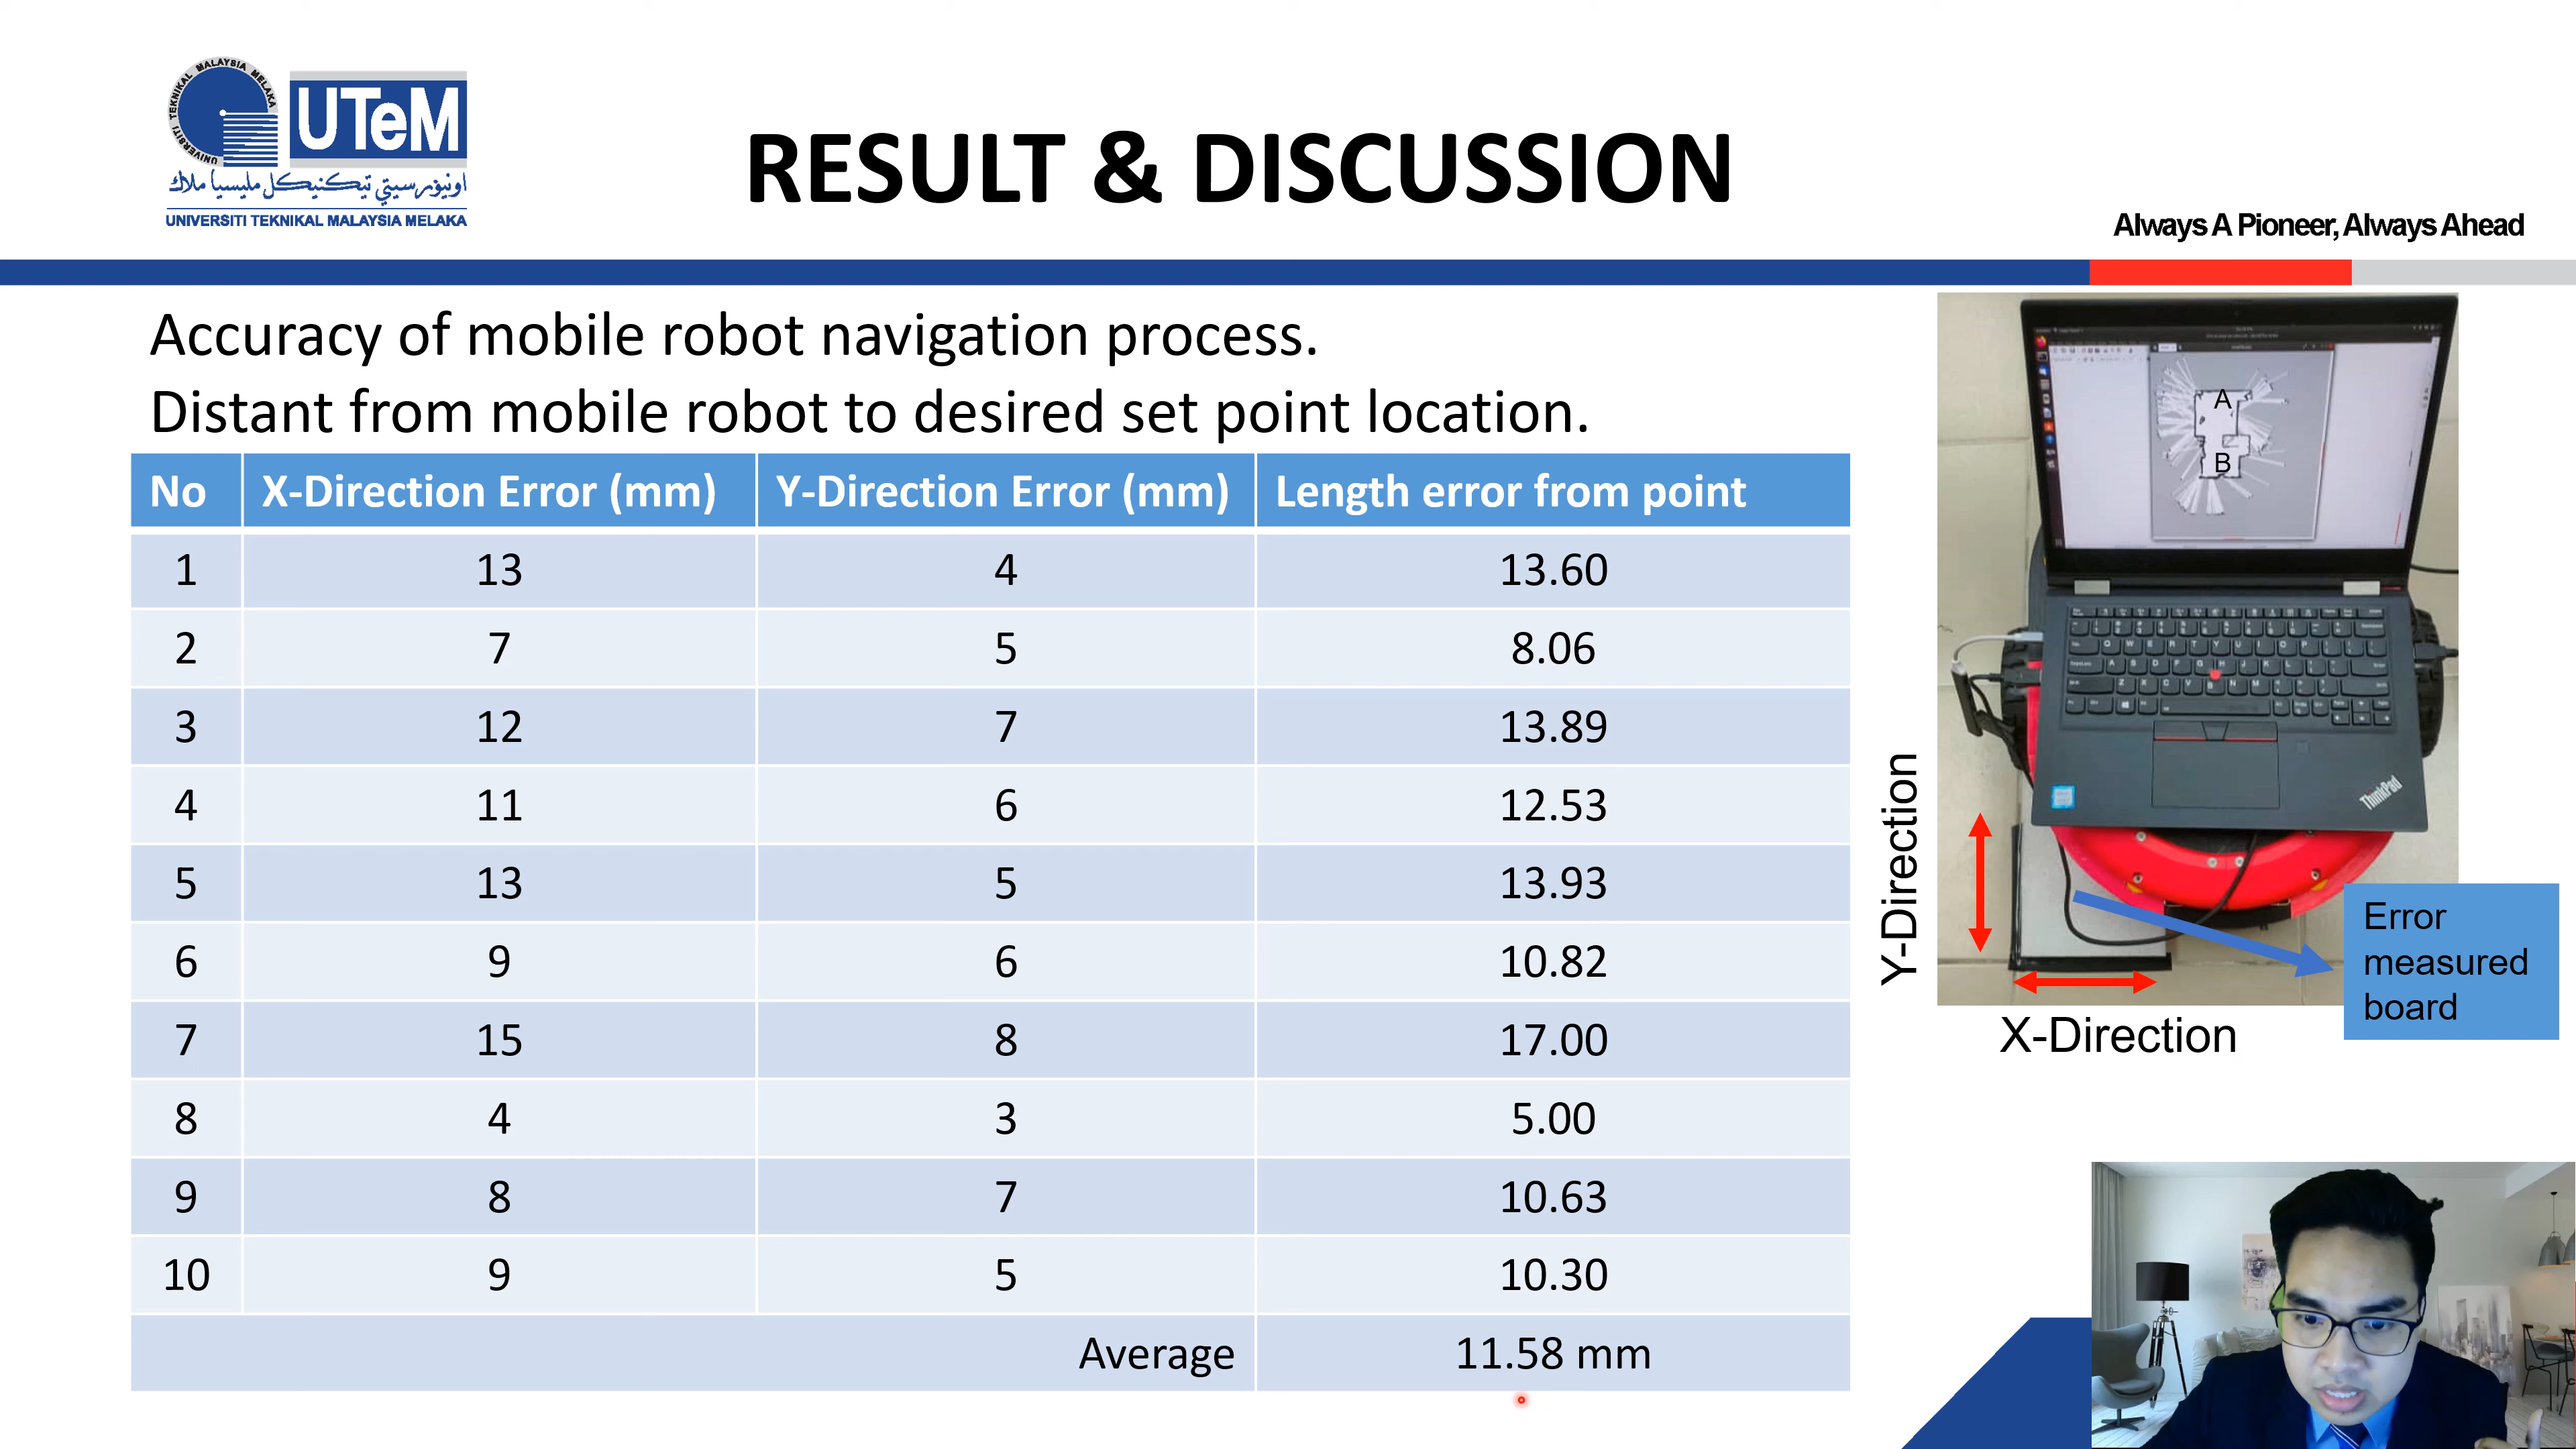 UNIVERSITI TEKNIKAL MALAYSIA MELAKA
UTeM
اونيۏرسيتي تيكنيكل مليسيا ملاك
UNIVERSITI TEKNIKAL MALAYSIA MELAKA
RESULT & DISCUSSION
Always A Pioneer, Always Ahead
Accuracy of mobile robot navigation process.
Distant from mobile robot to desired set point location.
No X-Direction Error (mm) Y-Direction Error (mm) Length error from point
1 13 4 13.60
2 7 5 8.06
3 12 7 13.89
4 11 6 12.53
5 13 5 13.93
6 9 6 10.82
7 15 8 17.00
8 4 3 5.00
9 8 7 10.63
10 9 5 10.30
Average 11.58 mm
A
B
ThinkPad
Y-Direction
X-Direction
Error
measured
board